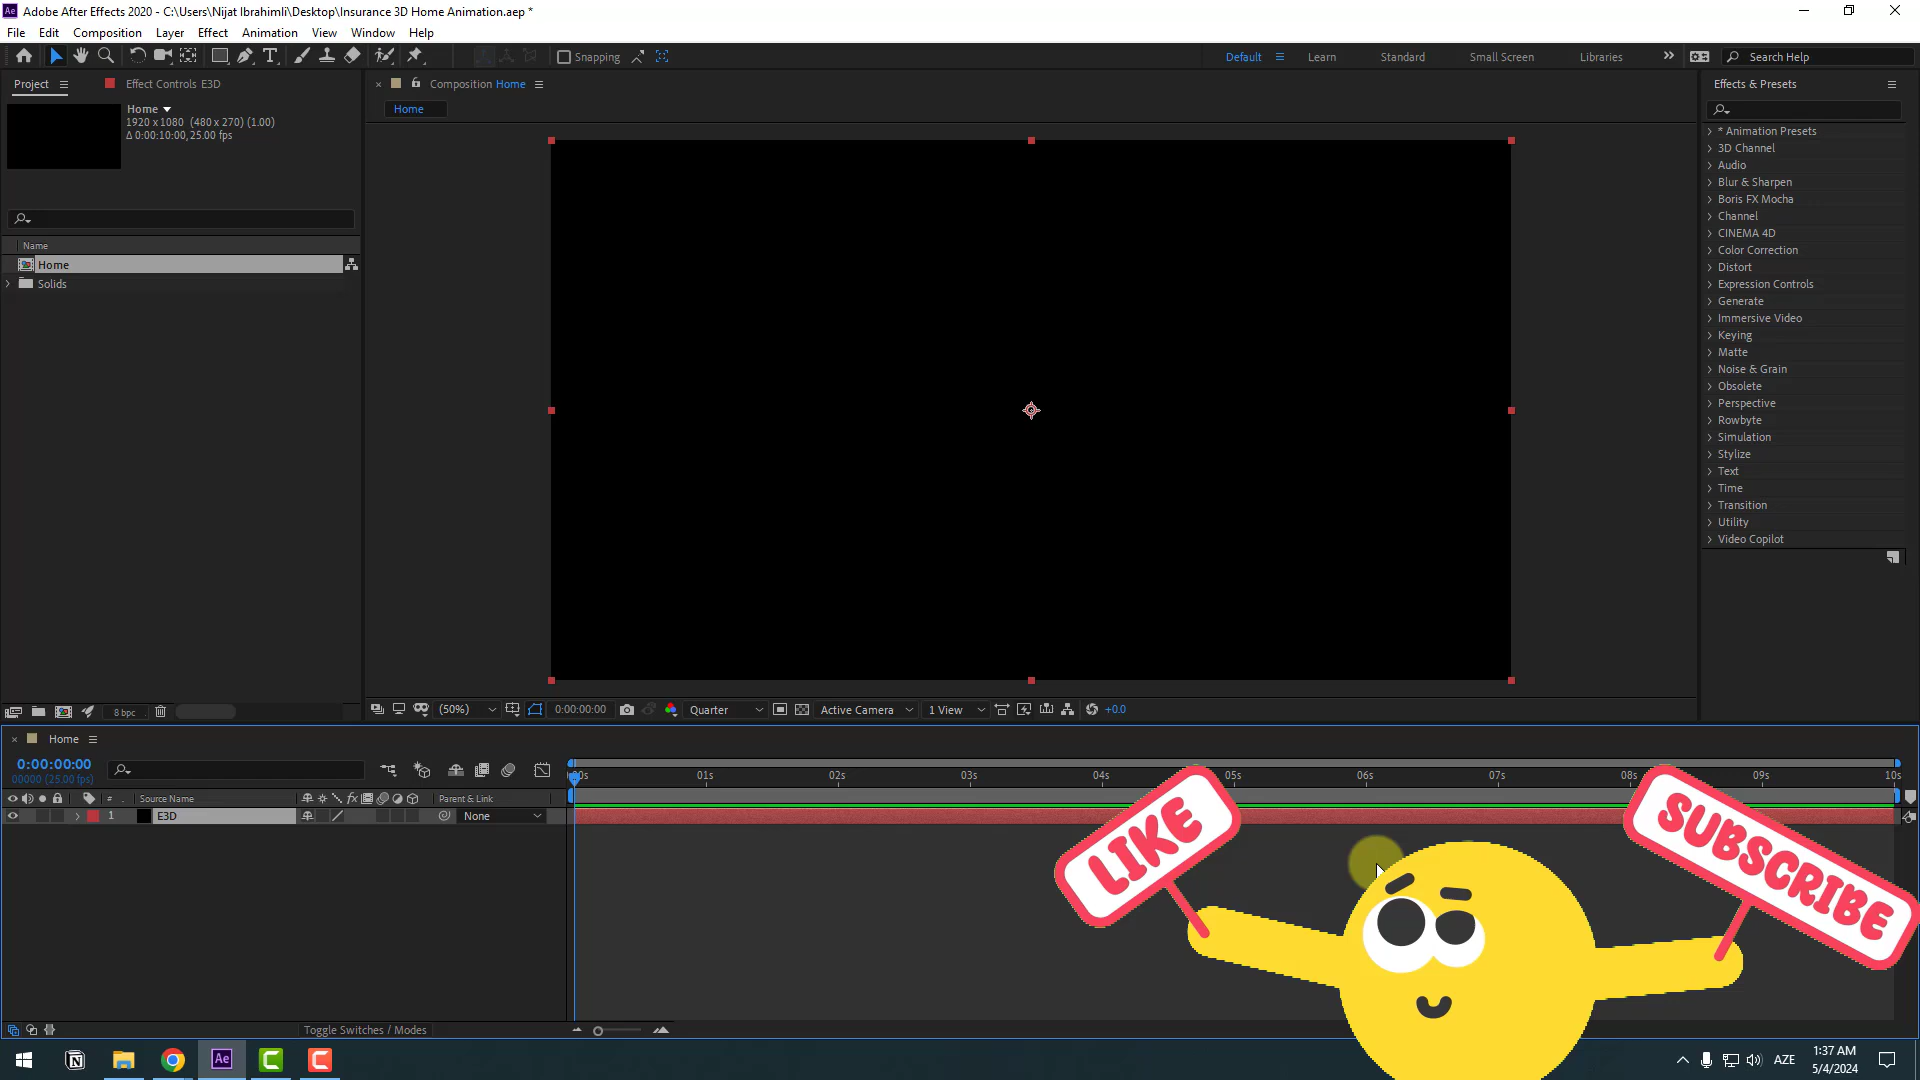 Adobe After Effects 2020 - C:\Users\Nijat Ibrahimli\Desktop\Insurance 3D Home Animation.aep *
File Edit Composition Layer Effect Animation View Window Help
Snapping
Default Learn Standard Small Screen Libraries Search Help
Project Effect Controls E3D
Home
1920 x 1080 (480 x 270) (1.00)
Δ 0:00:10:00, 25.00 fps
Name
Home
Solids
8 bpc
Composition Home
Home
(50%) 0:00:00:00 Quarter Active Camera 1 View +0.0
Effects & Presets
* Animation Presets
3D Channel
Audio
Blur & Sharpen
Boris FX Mocha
Channel
CINEMA 4D
Color Correction
Distort
Expression Controls
Generate
Immersive Video
Keying
Matte
Noise & Grain
Obsolete
Perspective
Rowbyte
Simulation
Stylize
Text
Time
Transition
Utility
Video Copilot
Home
0:00:00:00
00000 (25.00 fps)
01s 02s 03s 04s 05s 06s 07s 08s 09s 10s
# Source Name fx Parent & Link
1 E3D None
LIKE
SUBSCRIBE
Toggle Switches / Modes
Ae
AZE
1:37 AM
5/4/2024